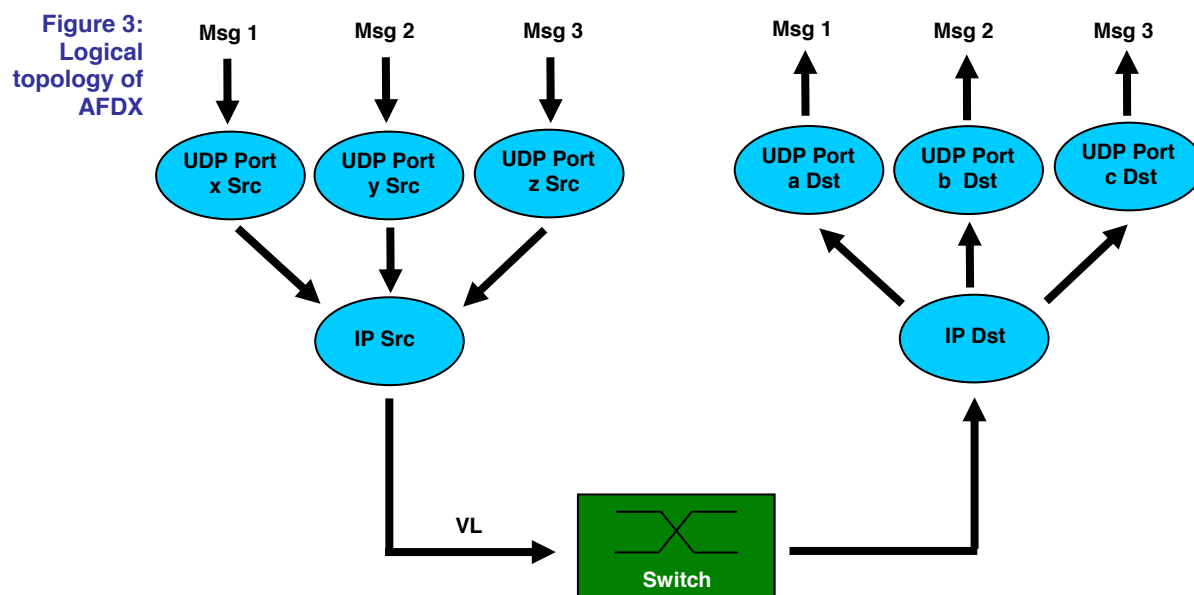 Figure 3:
Logical
topology of
AFDX
Msg 1
Msg 2
Msg 3
Msg 1
Msg 2
Msg 3
UDP Port
x Src
UDP Port
y Src
UDP Port
z Src
UDP Port
a Dst
UDP Port
b Dst
UDP Port
c Dst
IP Src
IP Dst
VL
Switch